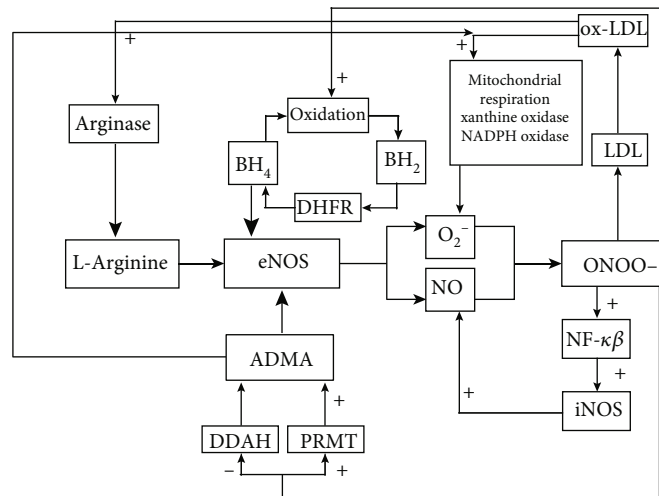 ox-LDL
+
+
+
Mitochondrial
respiration
xanthine oxidase
NADPH oxidase
Arginase
Oxidation
LDL
BH4
BH2
DHFR
O2−
L-Arginine
eNOS
NO
ONOO–
+
NF-κβ
ADMA
+
+
+
iNOS
DDAH
PRMT
−
+